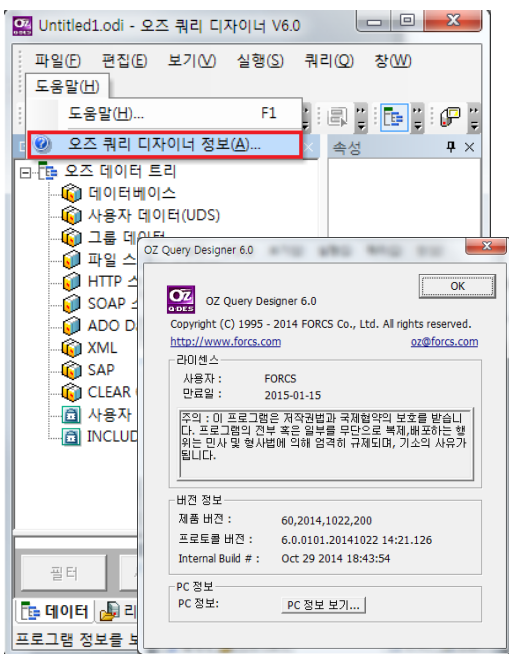 Untitled1.odi - 오즈 쿼리 디자이너 V6.0
파일(F) 편집(E) 보기(V) 실행(S) 쿼리(Q) 창(W)
도움말(H)
도움말(H)... F1
오즈 쿼리 디자이너 정보(A)...
속성
오즈 데이터 트리
데이터베이스
사용자 데이터(UDS)
그룹 데이터
파일 스
HTTP
SOAP
ADO
XML
SAP
CLEAR
사용자
INCLUD
필터
데이터 리
프로그램 정보를 보
OZ Query Designer 6.0
OK
OZ
Q-DES
OZ Query Designer 6.0
Copyright (C) 1995 - 2014 FORCS Co., Ltd. All rights reserved.
http://www.forcs.com oz@forcs.com
라이센스
사용자 : FORCS
만료일 : 2015-01-15
주의 : 이 프로그램은 저작권법과 국제협약의 보호를 받습니
다. 프로그램의 전부 혹은 일부를 무단으로 복제,배포하는 행
위는 민사 및 형사법에 의해 엄격히 규제되며, 기소의 사유가
됩니다.
버전 정보
제품 버전 : 60,2014,1022,200
프로토콜 버전 : 6.0.0101.20141022 14:21.126
Internal Build # : Oct 29 2014 18:43:54
PC 정보
PC 정보: PC 정보 보기...